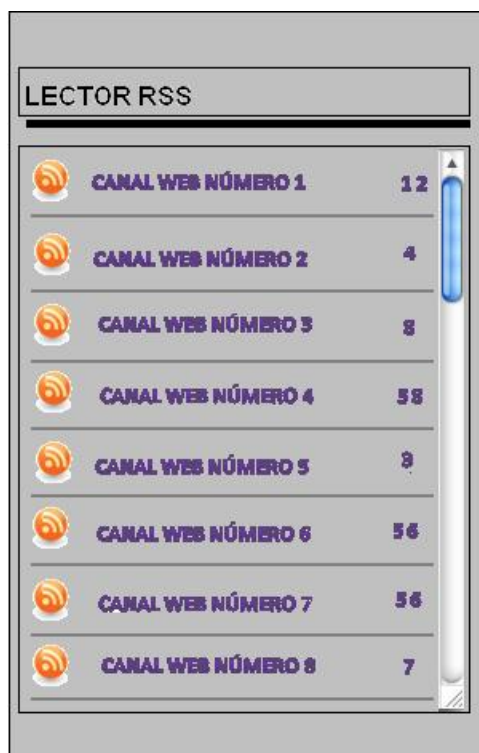 LECTOR RSS
CANAL WEB NÚMERO 1 12
CANAL WEB NÚMERO 2 4
CANAL WEB NÚMERO 3 8
CANAL WEB NÚMERO 4 58
CANAL WEB NÚMERO 5 3
CANAL WEB NÚMERO 6 56
CANAL WEB NÚMERO 7 56
CANAL WEB NÚMERO 8 7